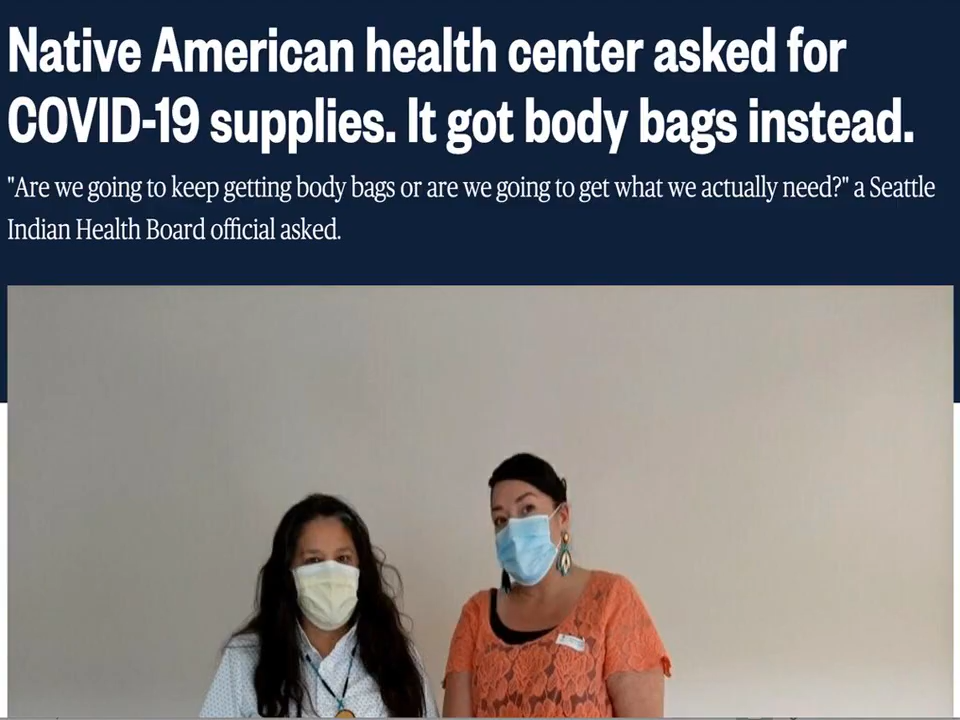 Native American health center asked for
COVID-19 supplies. It got body bags instead.
"Are we going to keep getting body bags or are we going to get what we actually need?" a Seattle
Indian Health Board official asked.